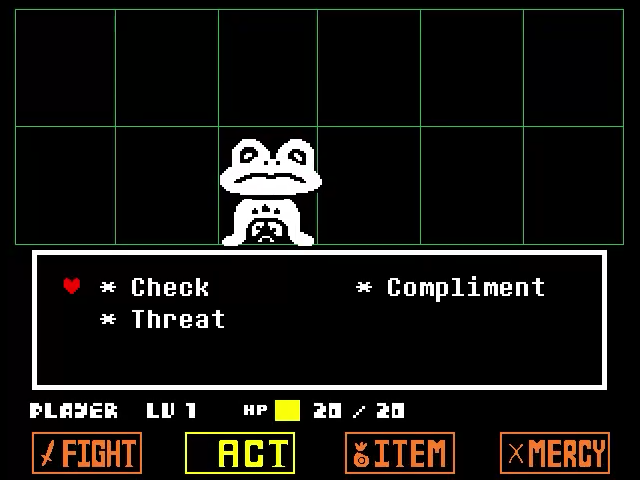 * Check * Compliment
* Threat
PLAYER LV 1 HP 20 / 20
FIGHT ACT ITEM MERCY